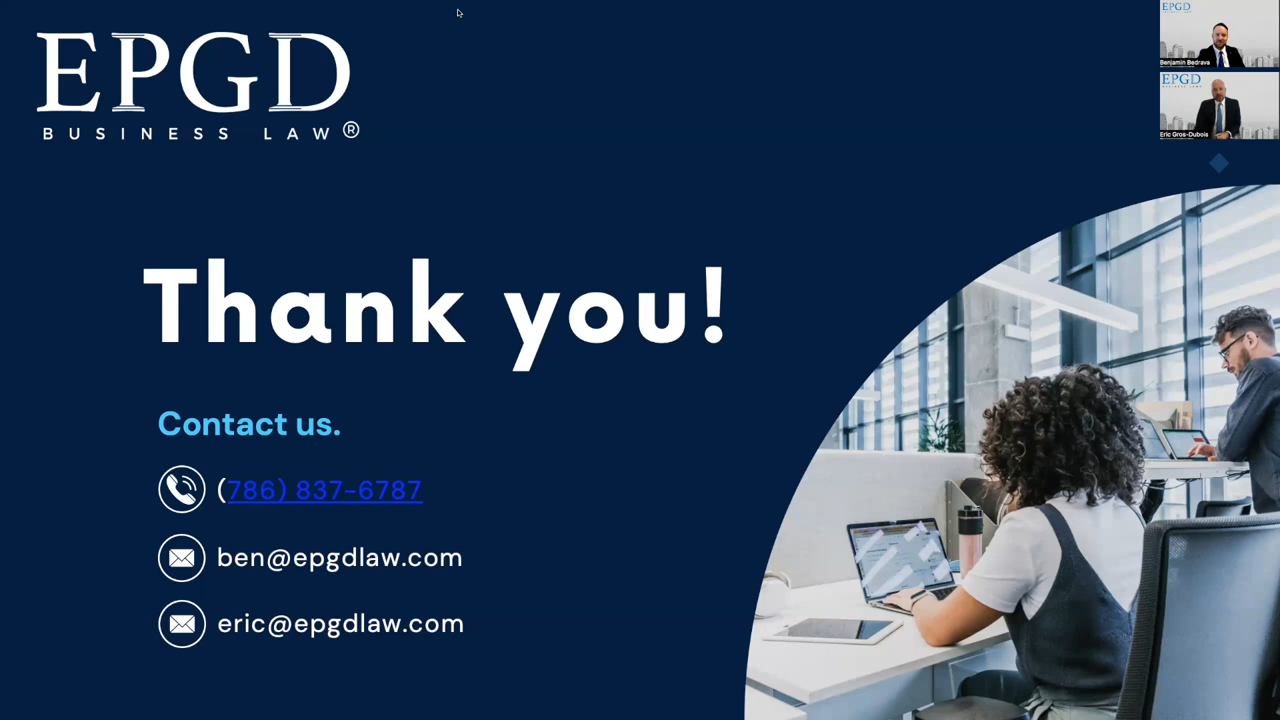 EPGD
BUSINESS LAW®
EPGD
Benjamin Bedrava
EPGD
Eric Gros-Dubois
Thank you!
Contact us.
(786) 837-6787
ben@epgdlaw.com
eric@epgdlaw.com